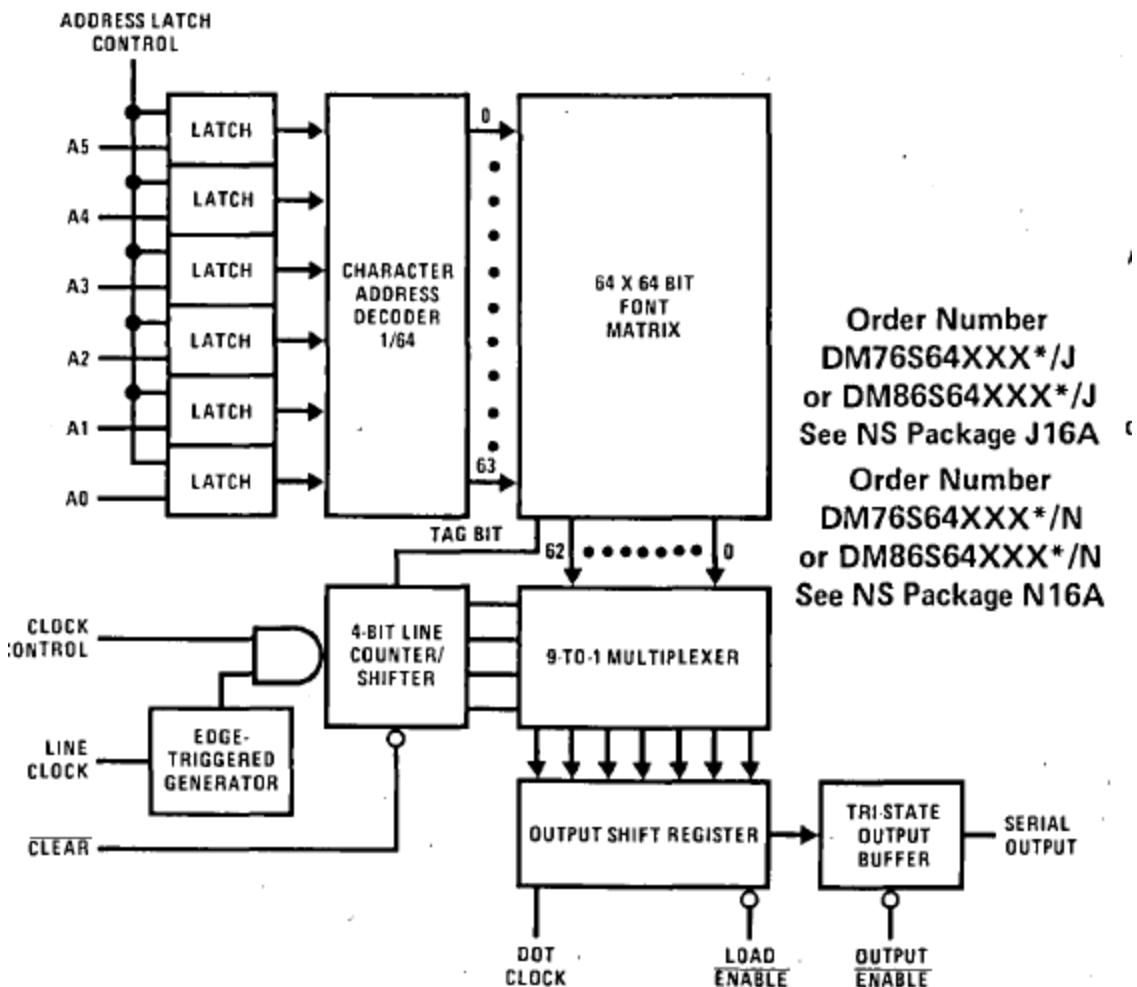 ADDRESS LATCH
CONTROL
LATCH
A5
LATCH
A4
LATCH
A3
LATCH
A2
LATCH
A1
LATCH
A0
CHARACTER
ADDRESS
DECODER
1/64
0
63
64 X 64 BIT
FONT
MATRIX
Order Number
DM76S64XXX*/J
or DM86S64XXX*/J
See NS Package J16A
Order Number
DM76S64XXX*/N
or DM86S64XXX*/N
See NS Package N16A
TAG BIT
62
0
CLOCK
CONTROL
4-BIT LINE
COUNTER/
SHIFTER
9-TO-1 MULTIPLEXER
LINE
CLOCK
EDGE-
TRIGGERED
GENERATOR
CLEAR
OUTPUT SHIFT REGISTER
TRI-STATE
OUTPUT
BUFFER
SERIAL
OUTPUT
DOT
CLOCK
LOAD
ENABLE
OUTPUT
ENABLE